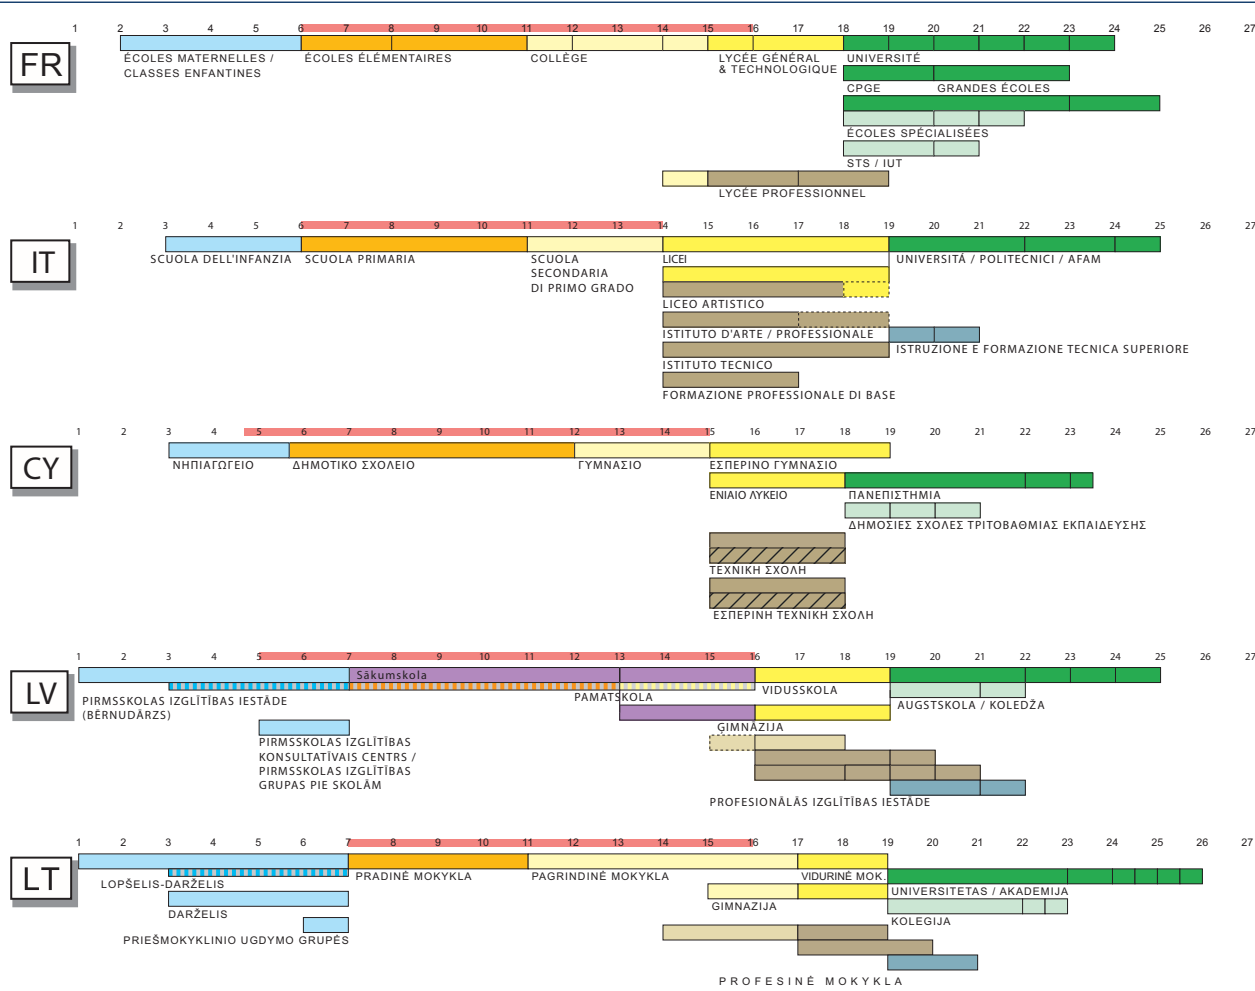 1 2 3 4 5 6 7 8 9 10 11 12 13 14 15 16 17 18 19 20 21 22 23 24 25 26 27
FR
ÉCOLES MATERNELLES /
CLASSES ENFANTINES
ÉCOLES ÉLÉMENTAIRES
COLLÈGE
LYCÉE GÉNÉRAL
& TECHNOLOGIQUE
UNIVERSITÉ
CPGE
GRANDES ÉCOLES
ÉCOLES SPÉCIALISÉES
STS / IUT
LYCÉE PROFESSIONNEL
1 2 3 4 5 6 7 8 9 10 11 12 13 14 15 16 17 18 19 20 21 22 23 24 25 26 27
IT
SCUOLA DELL'INFANZIA
SCUOLA PRIMARIA
SCUOLA
SECONDARIA
DI PRIMO GRADO
LICEI
UNIVERSITÁ / POLITECNICI / AFAM
LICEO ARTISTICO
ISTITUTO D'ARTE / PROFESSIONALE
ISTRUZIONE E FORMAZIONE TECNICA SUPERIORE
ISTITUTO TECNICO
FORMAZIONE PROFESSIONALE DI BASE
1 2 3 4 5 6 7 8 9 10 11 12 13 14 15 16 17 18 19 20 21 22 23 24 25 26 27
CY
ΝΗΠΙΑΓΩΓΕΙΟ
ΔΗΜΟΤΙΚΟ ΣΧΟΛΕΙΟ
ΓΥΜΝΑΣΙΟ
ΕΣΠΕΡΙΝΟ ΓΥΜΝΑΣΙΟ
ΕΝΙΑΙΟ ΛΥΚΕΙΟ
ΠΑΝΕΠΙΣΤΗΜΙΑ
ΔΗΜΟΣΙΕΣ ΣΧΟΛΕΣ ΤΡΙΤΟΒΑΘΜΙΑΣ ΕΚΠΑΙΔΕΥΣΗΣ
ΤΕΧΝΙΚΗ ΣΧΟΛΗ
ΕΣΠΕΡΙΝΗ ΤΕΧΝΙΚΗ ΣΧΟΛΗ
1 2 3 4 5 6 7 8 9 10 11 12 13 14 15 16 17 18 19 20 21 22 23 24 25 26 27
LV
Sākumskola
PIRMSSKOLAS IZGLĪTĪBAS IESTĀDE
(BĒRNUDĀRZS)
PAMATSKOLA
VIDUSSKOLA
AUGSTSKOLA / KOLEDŽA
ĢIMNĀZIJA
PIRMSSKOLAS IZGLĪTĪBAS
KONSULTATĪVAIS CENTRS /
PIRMSSKOLAS IZGLĪTĪBAS
GRUPAS PIE SKOLĀM
PROFESIONĀLĀS IZGLĪTĪBAS IESTĀDE
1 2 3 4 5 6 7 8 9 10 11 12 13 14 15 16 17 18 19 20 21 22 23 24 25 26 27
LT
LOPŠELIS-DARŽELIS
PRADINĖ MOKYKLA
PAGRINDINĖ MOKYKLA
VIDURINĖ MOK.
UNIVERSITETAS / AKADEMIJA
DARŽELIS
GIMNAZIJA
KOLEGIJA
PRIEŠMOKYKLINIO UGDYMO GRUPĖS
PROFESINĖ MOKYKLA